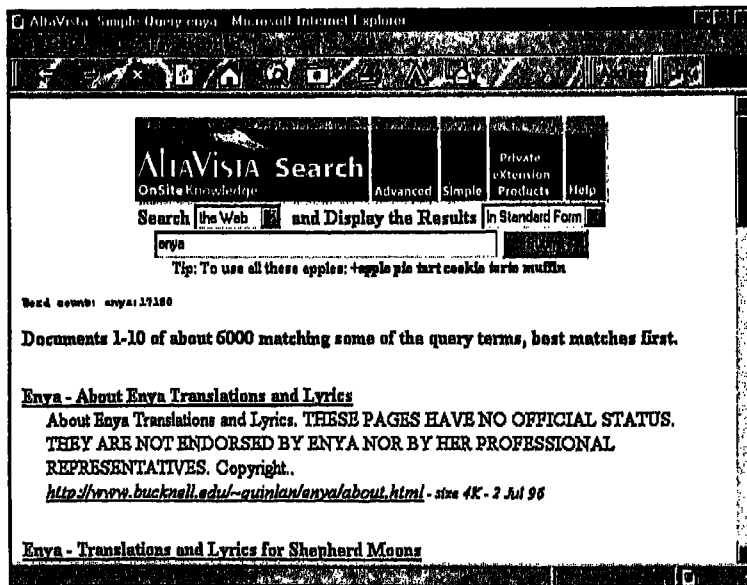 AltaVista: Simple Query enya - Microsoft Internet Explorer
ALTAVISTA Search
OnSite Knowledge
Advanced Simple Private eXtension Products Help
Search the Web and Display the Results In Standard Form
enya
Tip: To use all these apples: +apple pie tart cookie torte muffin
Word count: enya:17180
Documents 1-10 of about 6000 matching some of the query terms, best matches first.
Enya - About Enya Translations and Lyrics
About Enya Translations and Lyrics. THESE PAGES HAVE NO OFFICIAL STATUS.
THEY ARE NOT ENDORSED BY ENYA NOR BY HER PROFESSIONAL
REPRESENTATIVES. Copyright..
http://www.bucknell.edu/~quinlan/enya/about.html - size 4K - 2 Jul 96
Enya - Translations and Lyrics for Shepherd Moons